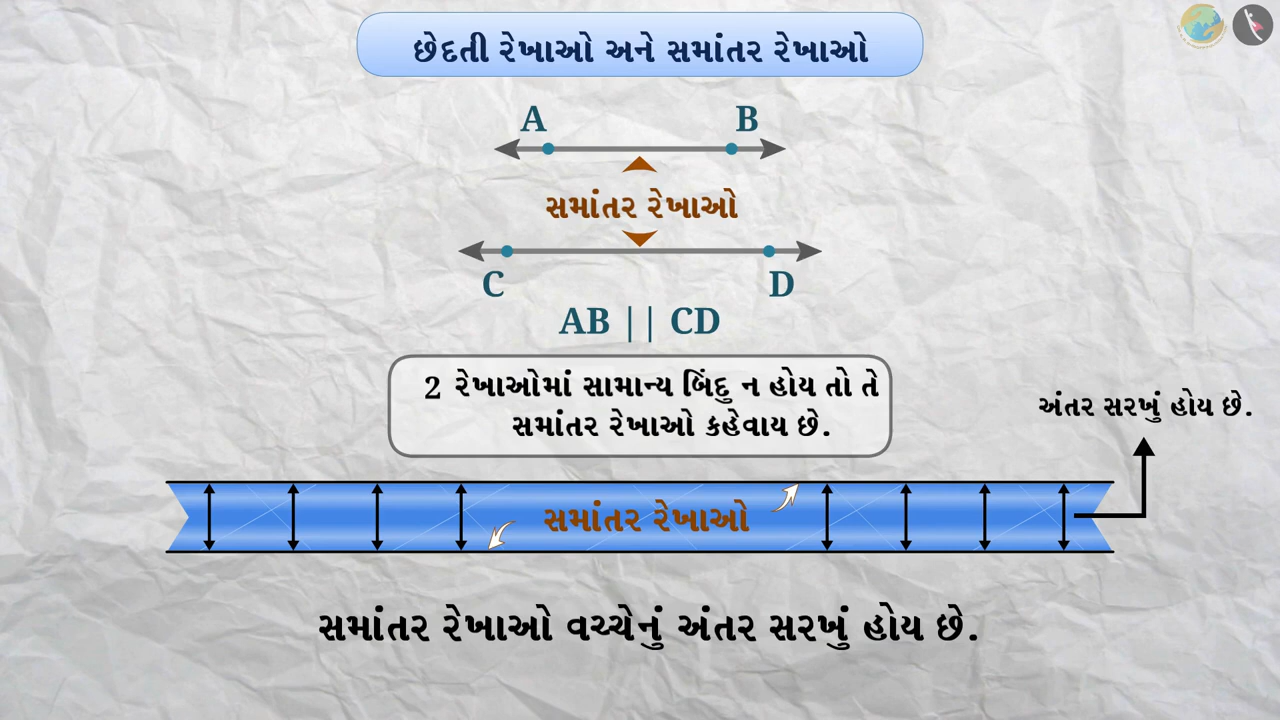 છેદતી રેખાઓ અને સમાંતર રેખાઓ
A B
સમાંતર રેખાઓ
C D
AB || CD
2 રેખાઓમાં સામાન્ય બિંદુ ન હોય તો તે
સમાંતર રેખાઓ કહેવાય છે.
અંતર સરખું હોય છે.
સમાંતર રેખાઓ
સમાંતર રેખાઓ વચ્ચેનું અંતર સરખું હોય છે.